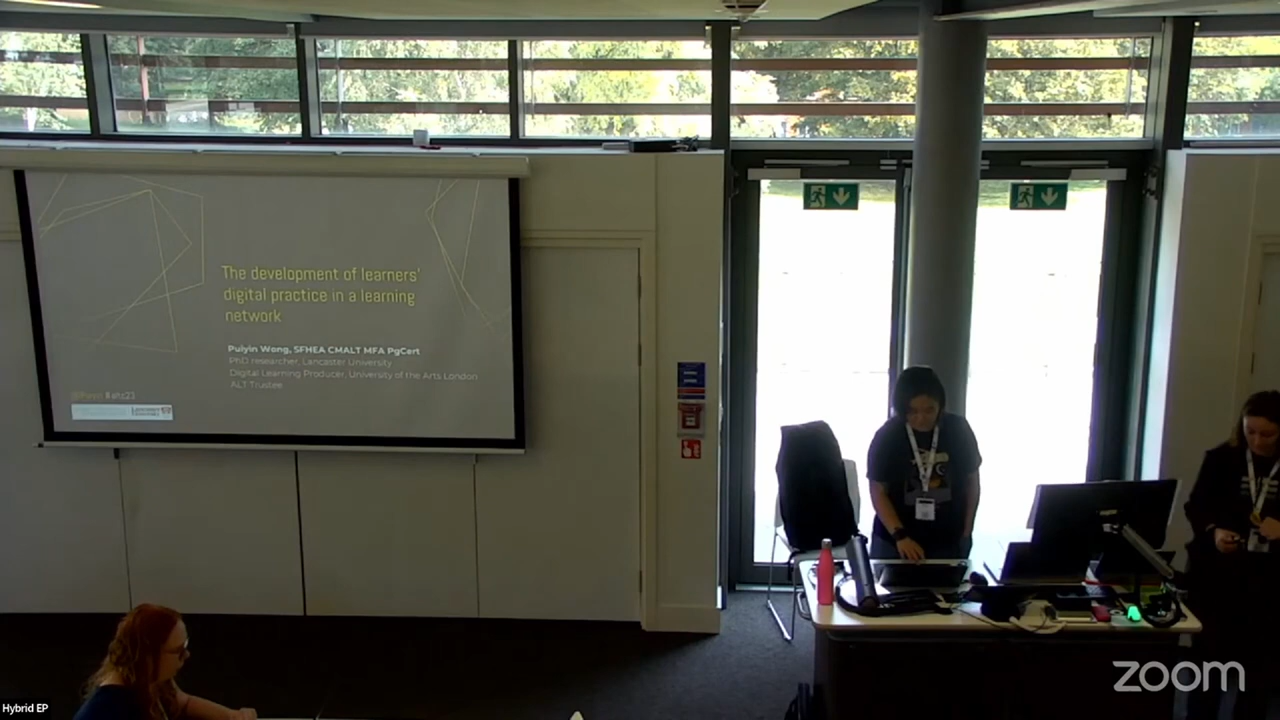 The development of learners'
digital practice in a learning
network
Puiyin Wong, SFHEA CMALT MFA PgCert
PhD researcher, Lancaster University
Digital Learning Producer, University of the Arts London
ALT Trustee
#altc23
zoom
Hybrid EP